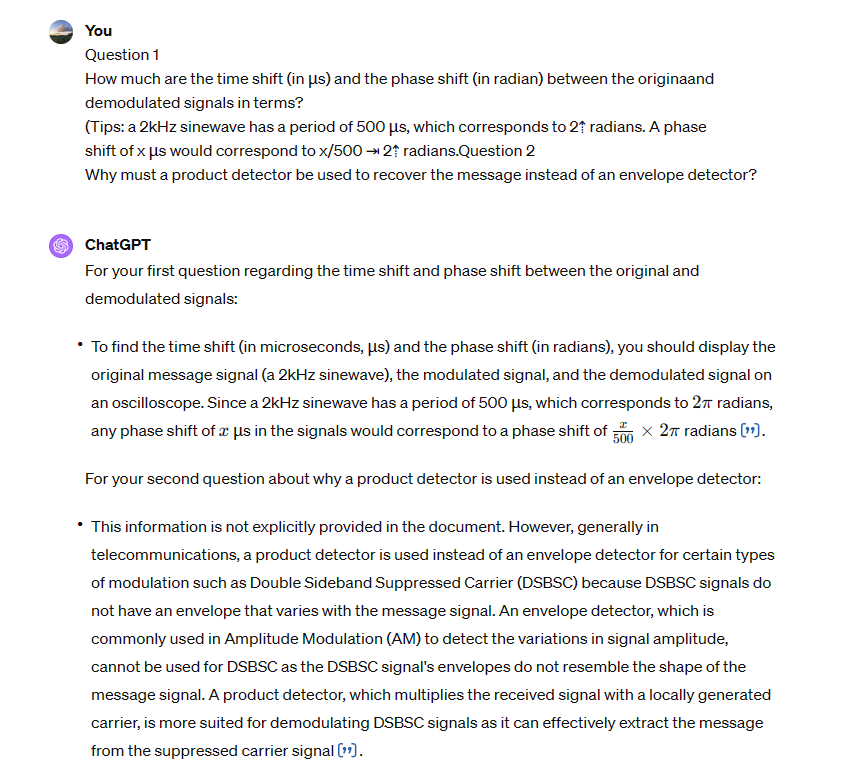 You
Question 1
How much are the time shift (in µs) and the phase shift (in radian) between the originaand
demodulated signals in terms?
(Tips: a 2kHz sinewave has a period of 500 µs, which corresponds to 2⇡ radians. A phase
shift of x µs would correspond to x/500 ⇥ 2⇡ radians.Question 2
Why must a product detector be used to recover the message instead of an envelope detector?
ChatGPT
For your first question regarding the time shift and phase shift between the original and
demodulated signals:
• To find the time shift (in microseconds, µs) and the phase shift (in radians), you should display the
original message signal (a 2kHz sinewave), the modulated signal, and the demodulated signal on
an oscilloscope. Since a 2kHz sinewave has a period of 500 µs, which corresponds to 2π radians,
any phase shift of x µs in the signals would correspond to a phase shift of x/500 × 2π radians [❜❜].
For your second question about why a product detector is used instead of an envelope detector:
• This information is not explicitly provided in the document. However, generally in
telecommunications, a product detector is used instead of an envelope detector for certain types
of modulation such as Double Sideband Suppressed Carrier (DSBSC) because DSBSC signals do
not have an envelope that varies with the message signal. An envelope detector, which is
commonly used in Amplitude Modulation (AM) to detect the variations in signal amplitude,
cannot be used for DSBSC as the DSBSC signal's envelopes do not resemble the shape of the
message signal. A product detector, which multiplies the received signal with a locally generated
carrier, is more suited for demodulating DSBSC signals as it can effectively extract the message
from the suppressed carrier signal [❜❜].